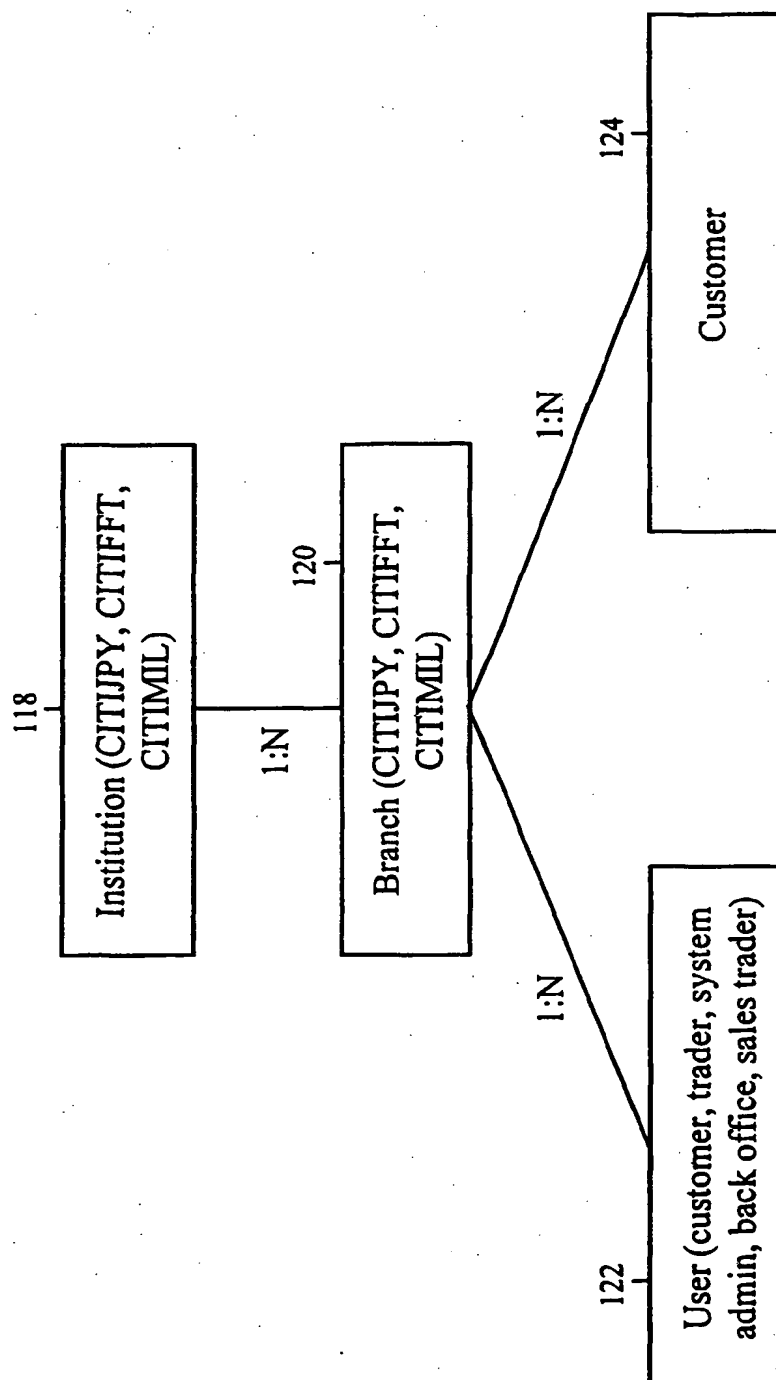 118
Institution (CITIJPY, CITIFFT,
CITIMIL)
1:N
120
Branch (CITIJPY, CITIFFT,
CITIMIL)
1:N
1:N
122
User (customer, trader, system
admin, back office, sales trader)
124
Customer